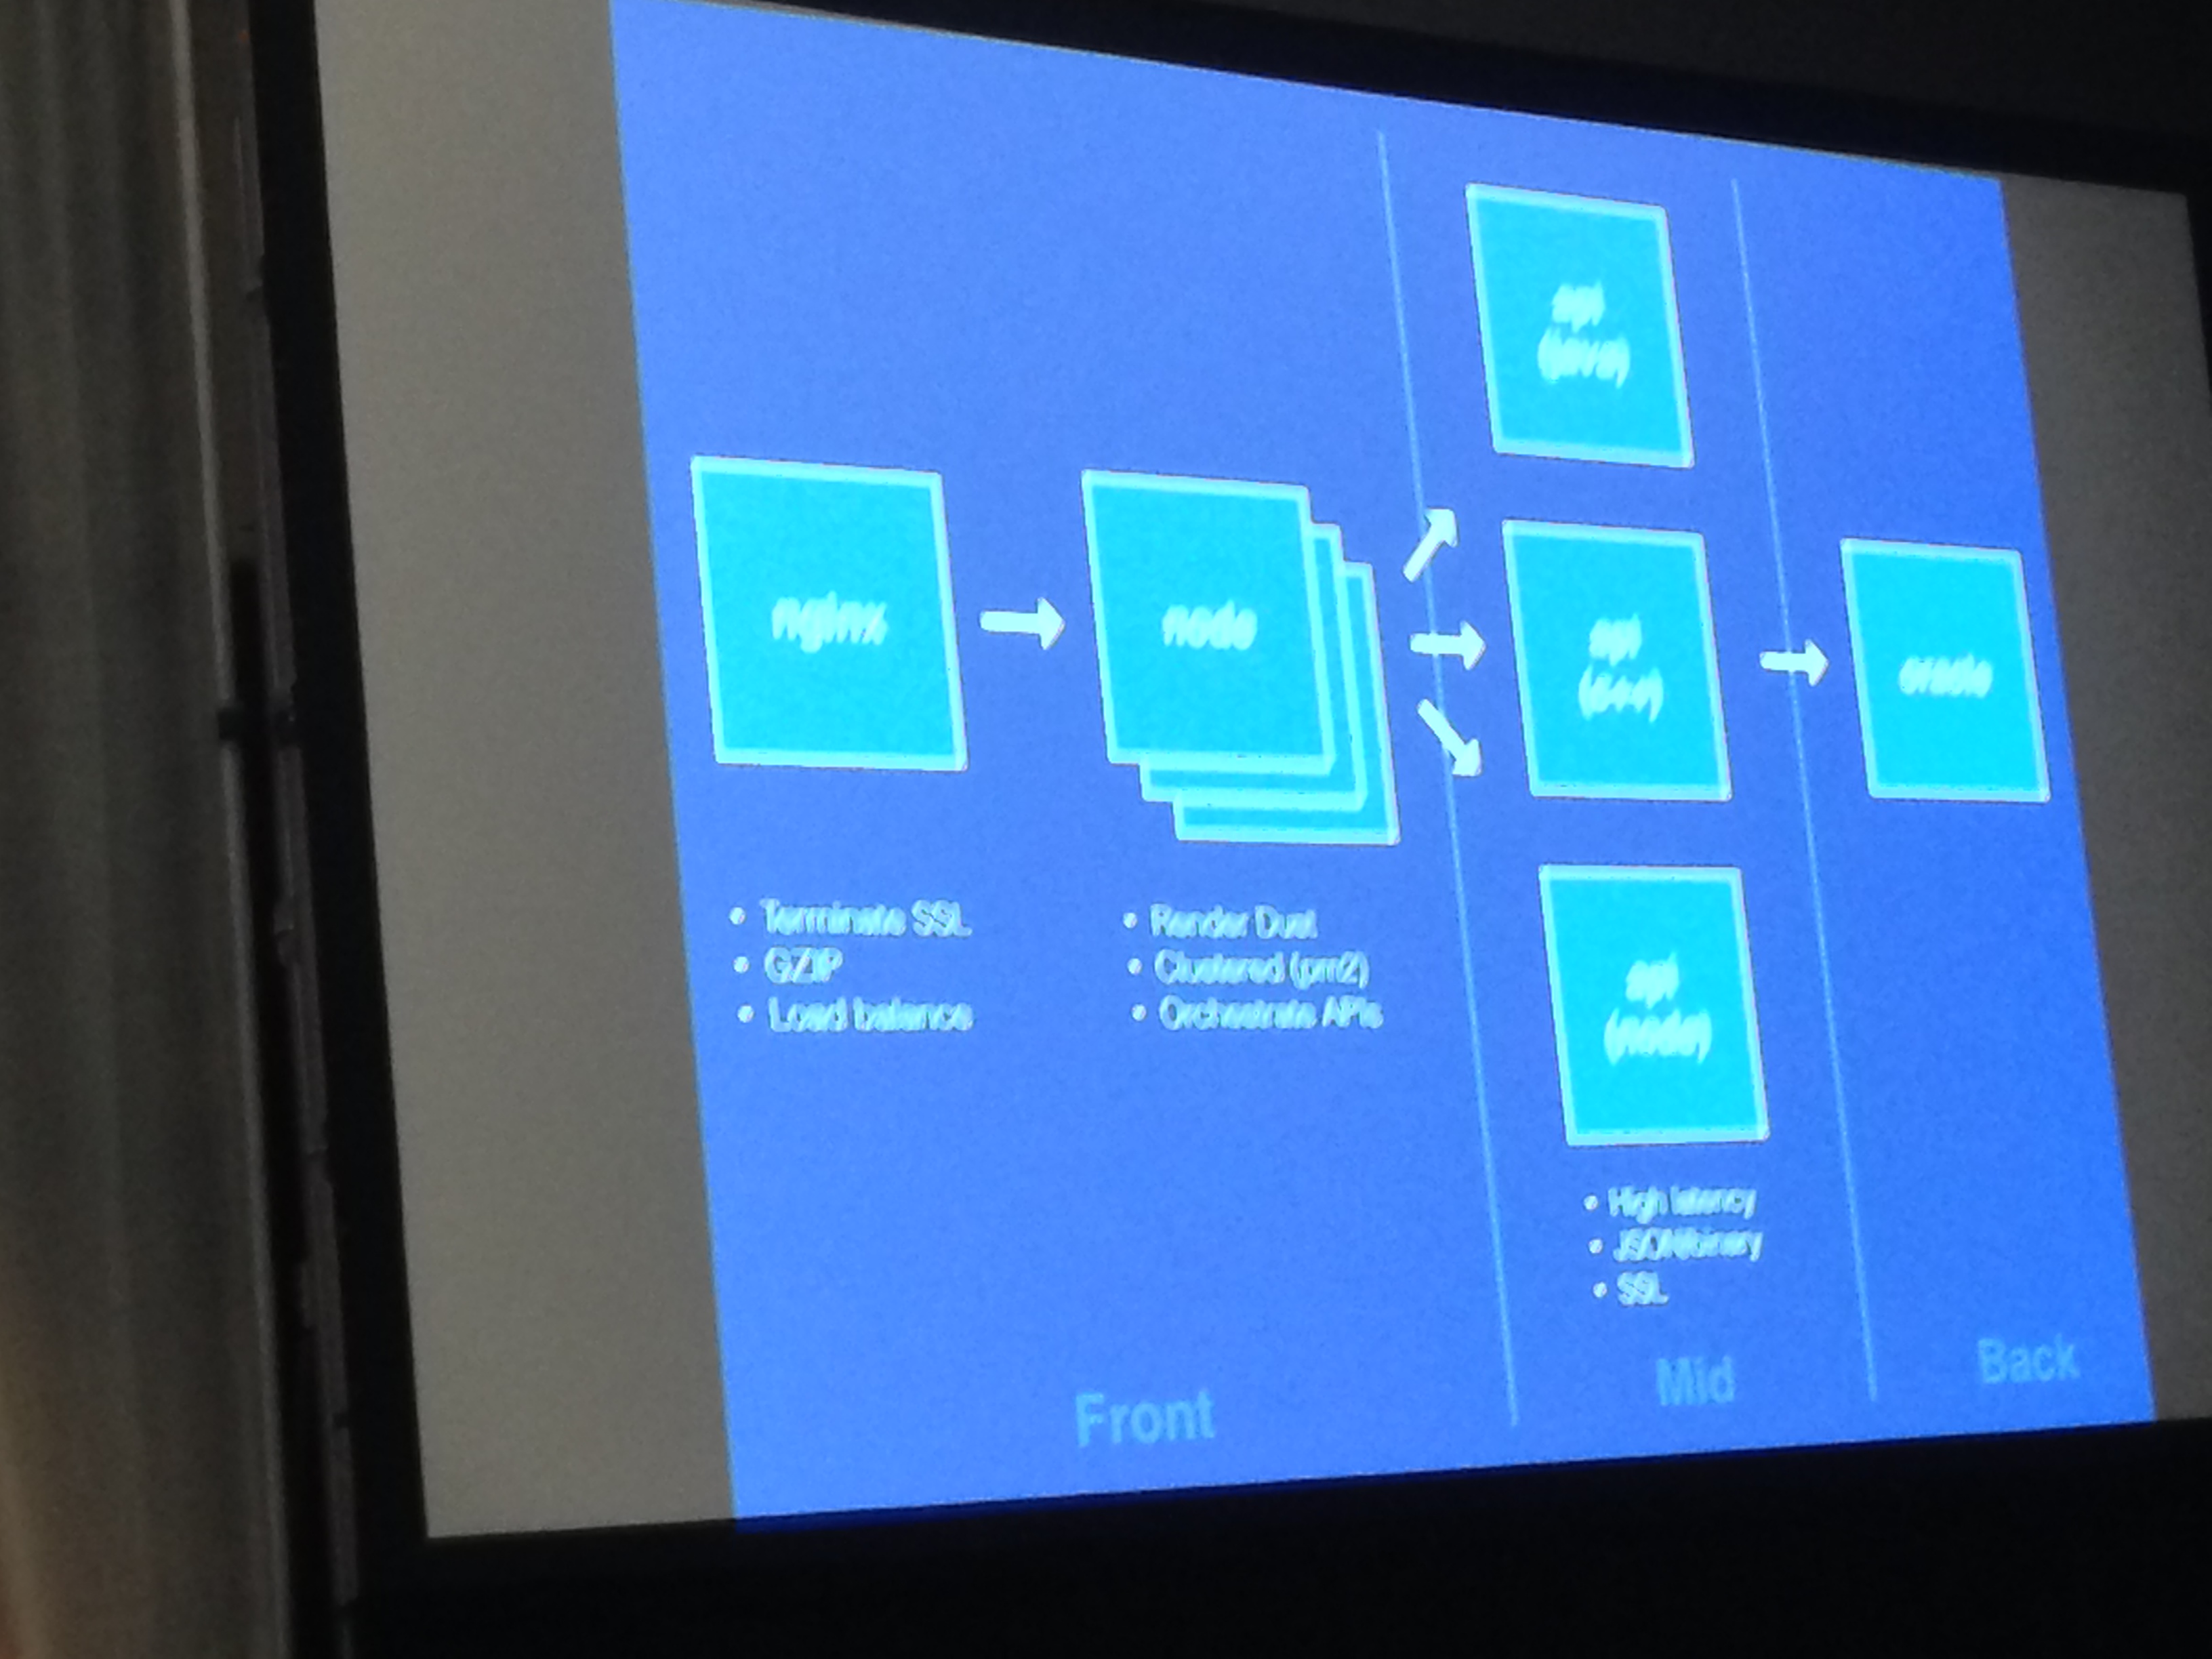 nginx
node
api
(java)
api
(c++)
api
(node)
oracle
• Terminate SSL
• GZIP
• Load balance
• Render Dust
• Clustered (pm2)
• Orchestrate APIs
• High latency
• JSON/binary
• SSL
Front
Mid
Back